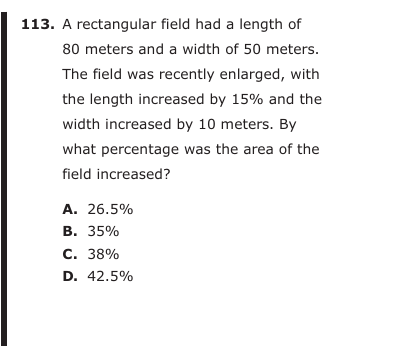 113. A rectangular field had a length of
80 meters and a width of 50 meters.
The field was recently enlarged, with
the length increased by 15% and the
width increased by 10 meters. By
what percentage was the area of the
field increased?
A. 26.5%
B. 35%
C. 38%
D. 42.5%